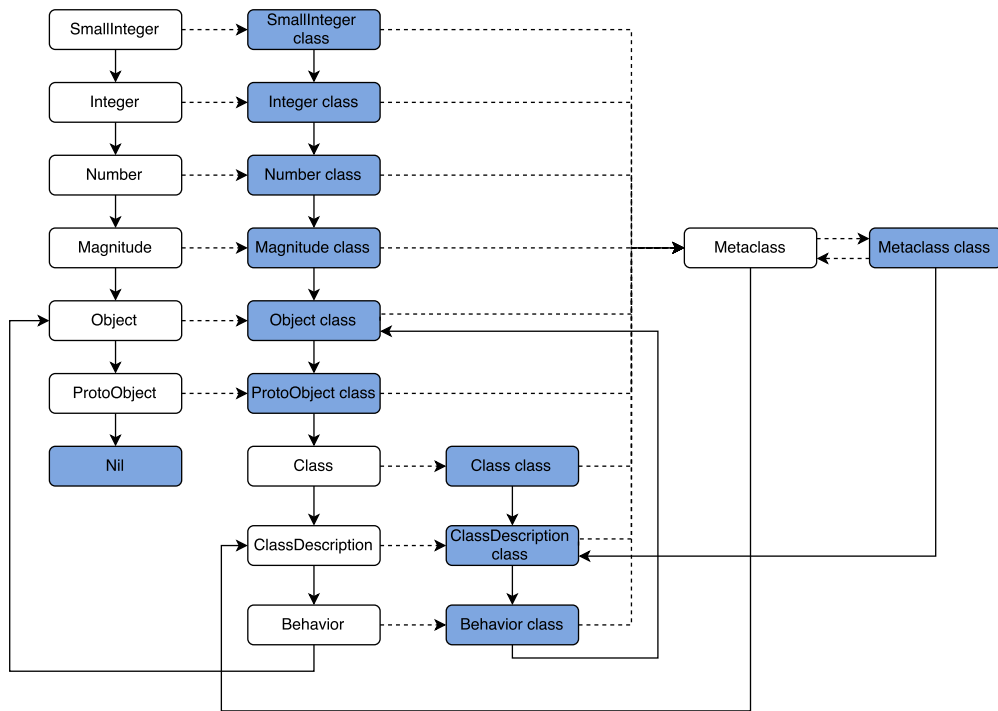 SmallInteger
SmallInteger
class
Integer
Integer class
Number
Number class
Magnitude
Magnitude class
Metaclass
Metaclass class
Object
Object class
ProtoObject
ProtoObject class
Nil
Class
Class class
ClassDescription
ClassDescription
class
Behavior
Behavior class